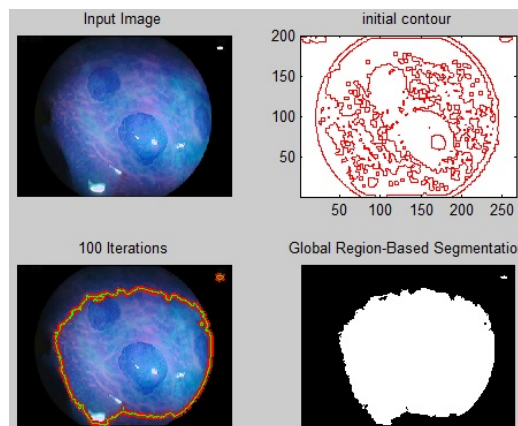 Input Image
initial contour
200
150
100
50
50 100 150 200 250
100 Iterations
Global Region-Based Segmentatio